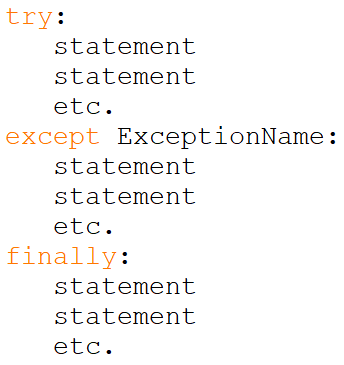 try:
    statement
    statement
    etc.
except ExceptionName:
    statement
    statement
    etc.
finally:
    statement
    statement
    etc.